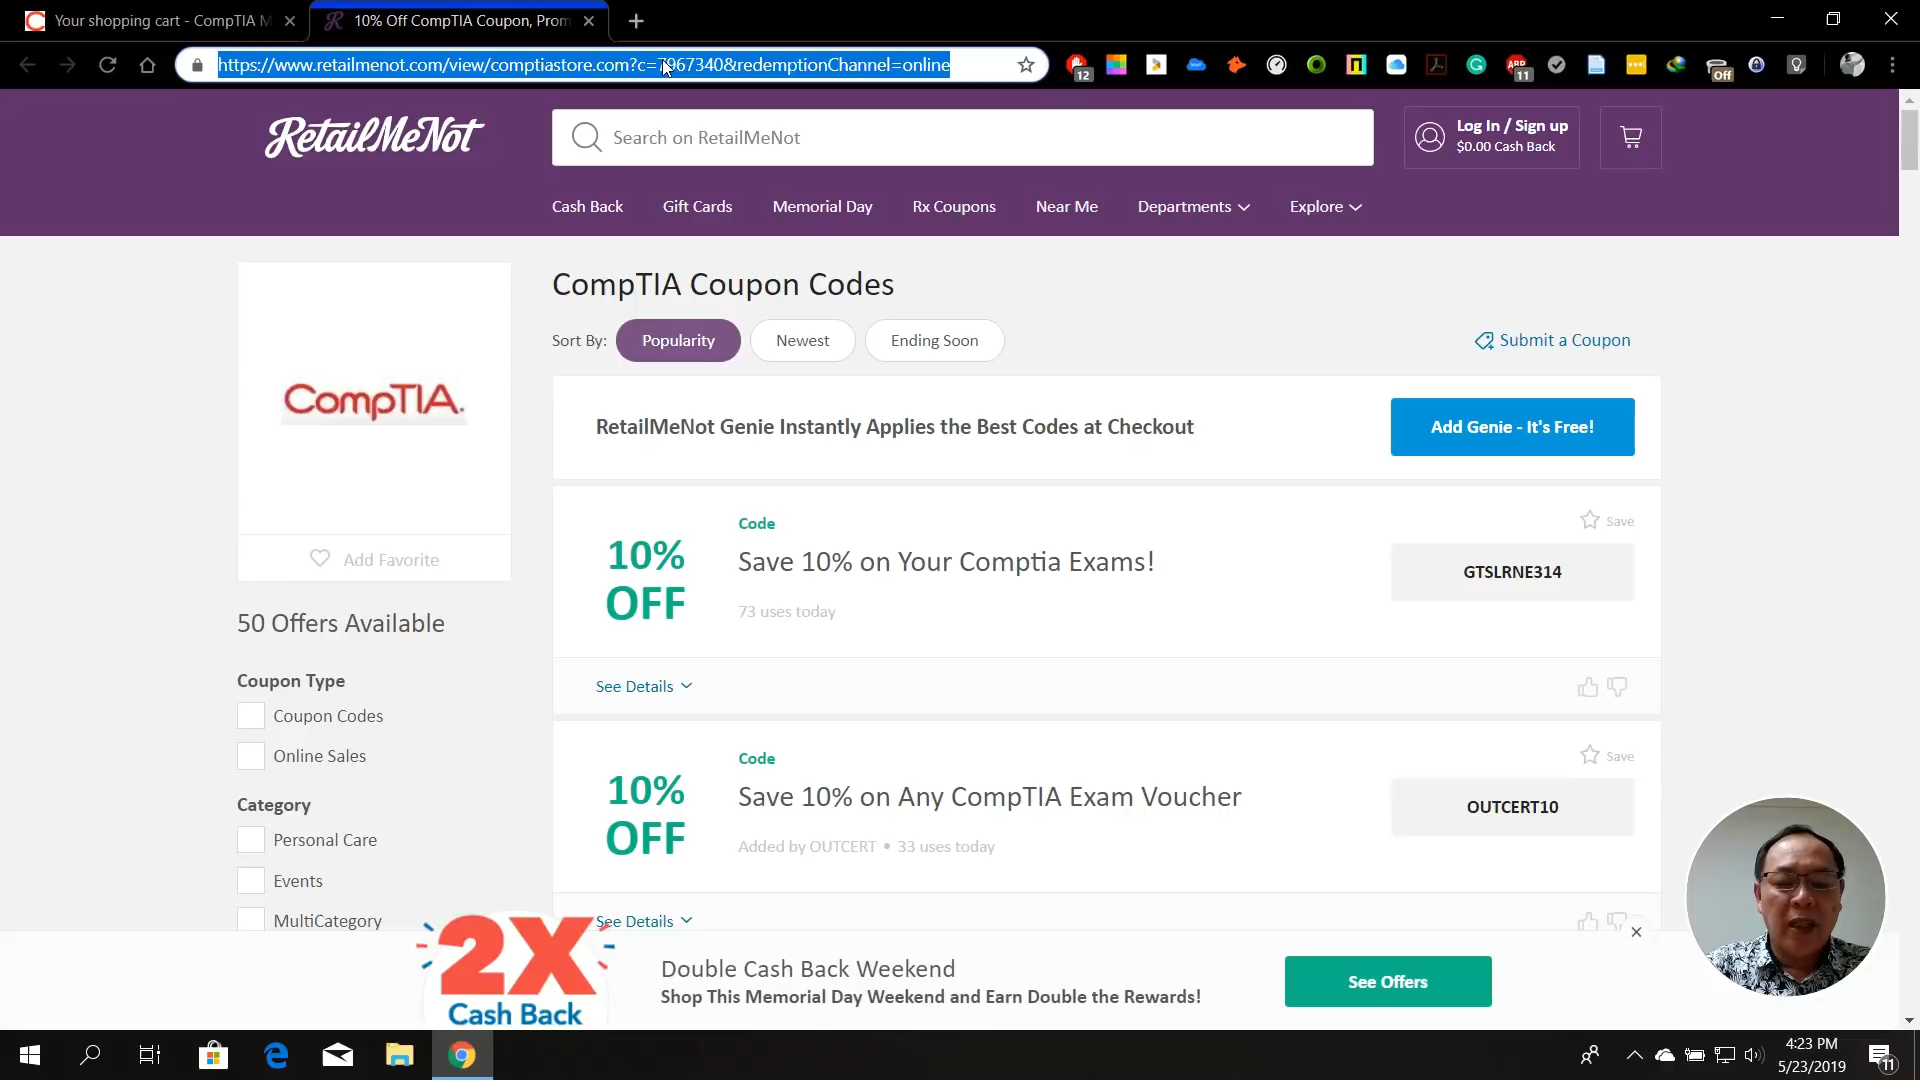 Your shopping cart - CompTIA M
10% Off CompTIA Coupon, Prom
https://www.retailmenot.com/view/comptiastore.com?c=7967340&redemptionChannel=online
12
11
Off
RetailMeNot
Search on RetailMeNot
Log In / Sign up
$0.00 Cash Back
Cash Back
Gift Cards
Memorial Day
Rx Coupons
Near Me
Departments
Explore
CompTIA.
Add Favorite
50 Offers Available
Coupon Type
Coupon Codes
Online Sales
Category
Personal Care
Events
MultiCategory
CompTIA Coupon Codes
Sort By:
Popularity
Newest
Ending Soon
Submit a Coupon
RetailMeNot Genie Instantly Applies the Best Codes at Checkout
Add Genie - It's Free!
10%
OFF
Code
Save 10% on Your Comptia Exams!
73 uses today
Save
GTSLRNE314
See Details
10%
OFF
Code
Save 10% on Any CompTIA Exam Voucher
Added by OUTCERT • 33 uses today
Save
OUTCERT10
See Details
2X
Cash Back
Double Cash Back Weekend
Shop This Memorial Day Weekend and Earn Double the Rewards!
See Offers
4:23 PM
5/23/2019
11